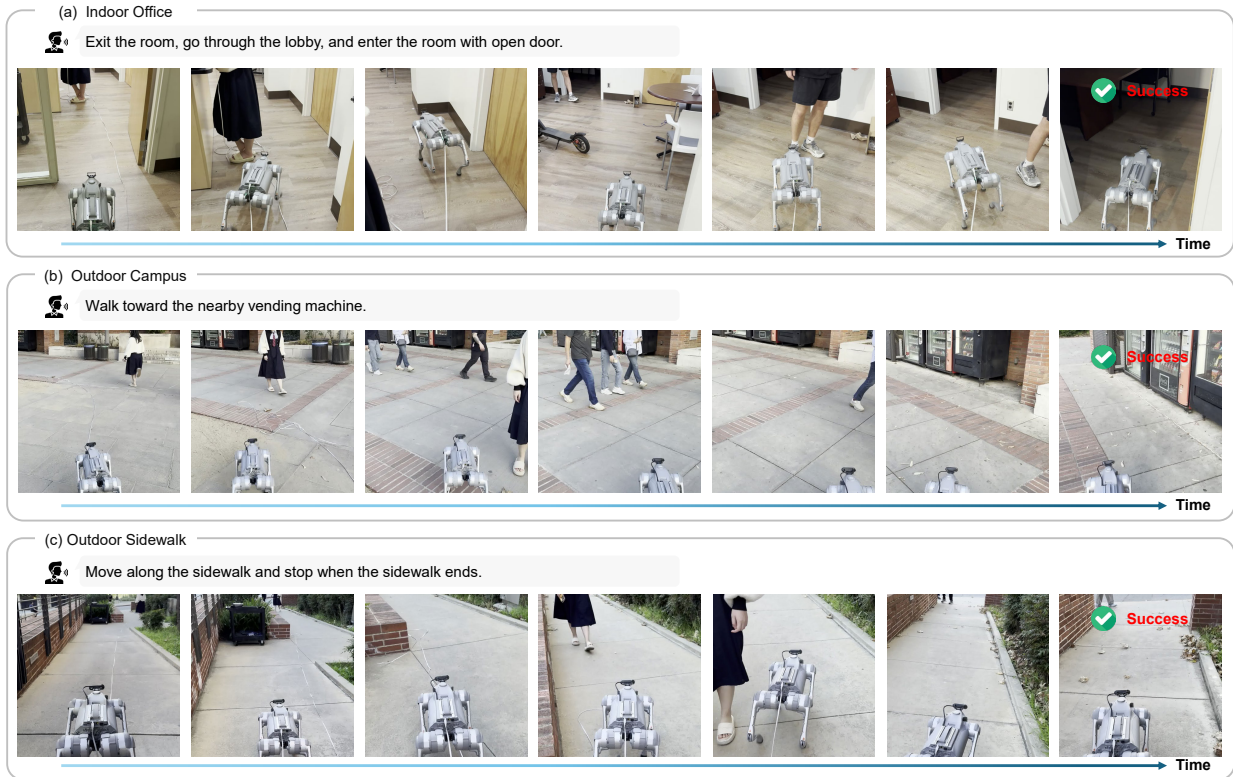 (a) Indoor Office
Exit the room, go through the lobby, and enter the room with open door.
Success
Time
(b) Outdoor Campus
Walk toward the nearby vending machine.
Success
Time
(c) Outdoor Sidewalk
Move along the sidewalk and stop when the sidewalk ends.
Success
Time